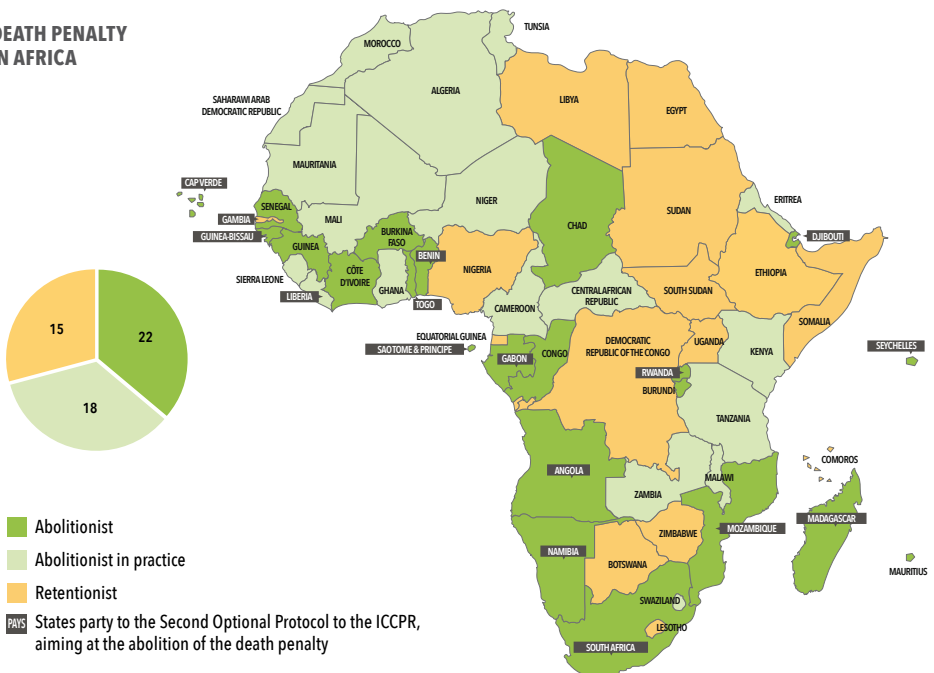 DEATH PENALTY
IN AFRICA
TUNSIA
MOROCCO
ALGERIA
LIBYA
EGYPT
SAHARAWI ARAB
DEMOCRATIC REPUBLIC
MAURITANIA
CAP VERDE
SENEGAL
MALI
NIGER
CHAD
SUDAN
ERITREA
GAMBIA
GUINEA-BISSAU
GUINEA
BURKINA
FASO
BENIN
NIGERIA
DJIBOUTI
ETHIOPIA
SIERRA LEONE
CÔTE
D'IVOIRE
GHANA
LIBERIA
TOGO
CAMEROON
CENTRAL AFRICAN
REPUBLIC
SOUTH SUDAN
SOMALIA
EQUATORIAL GUINEA
SAO TOME & PRINCIPE
GABON
CONGO
DEMOCRATIC
REPUBLIC OF THE CONGO
UGANDA
KENYA
SEYCHELLES
RWANDA
BURUNDI
TANZANIA
15
22
18
COMOROS
ANGOLA
ZAMBIA
MALAWI
MADAGASCAR
MOZAMBIQUE
ZIMBABWE
NAMIBIA
BOTSWANA
MAURITIUS
SWAZILAND
LESOTHO
SOUTH AFRICA
Abolitionist
Abolitionist in practice
Retentionist
PAYS States party to the Second Optional Protocol to the ICCPR,
aiming at the abolition of the death penalty